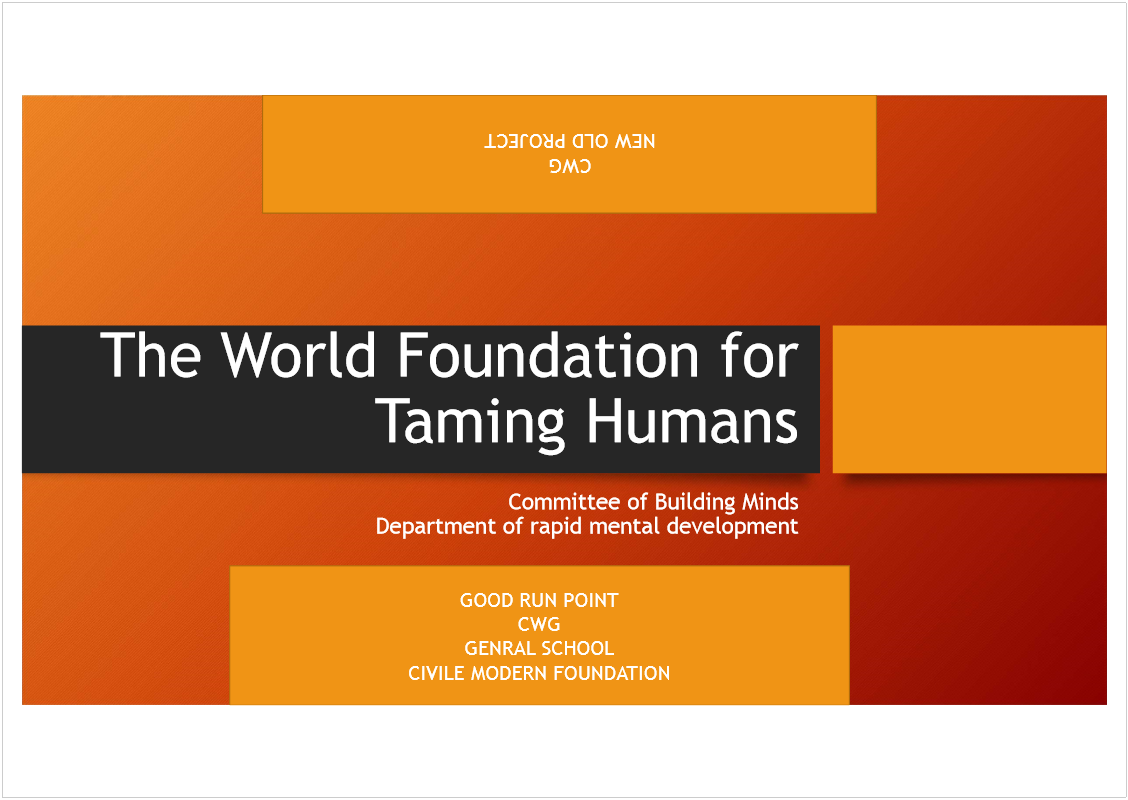 NEW OLD PROJECT
CWG
The World Foundation for
Taming Humans
Committee of Building Minds
Department of rapid mental development
GOOD RUN POINT
CWG
GENRAL SCHOOL
CIVILE MODERN FOUNDATION